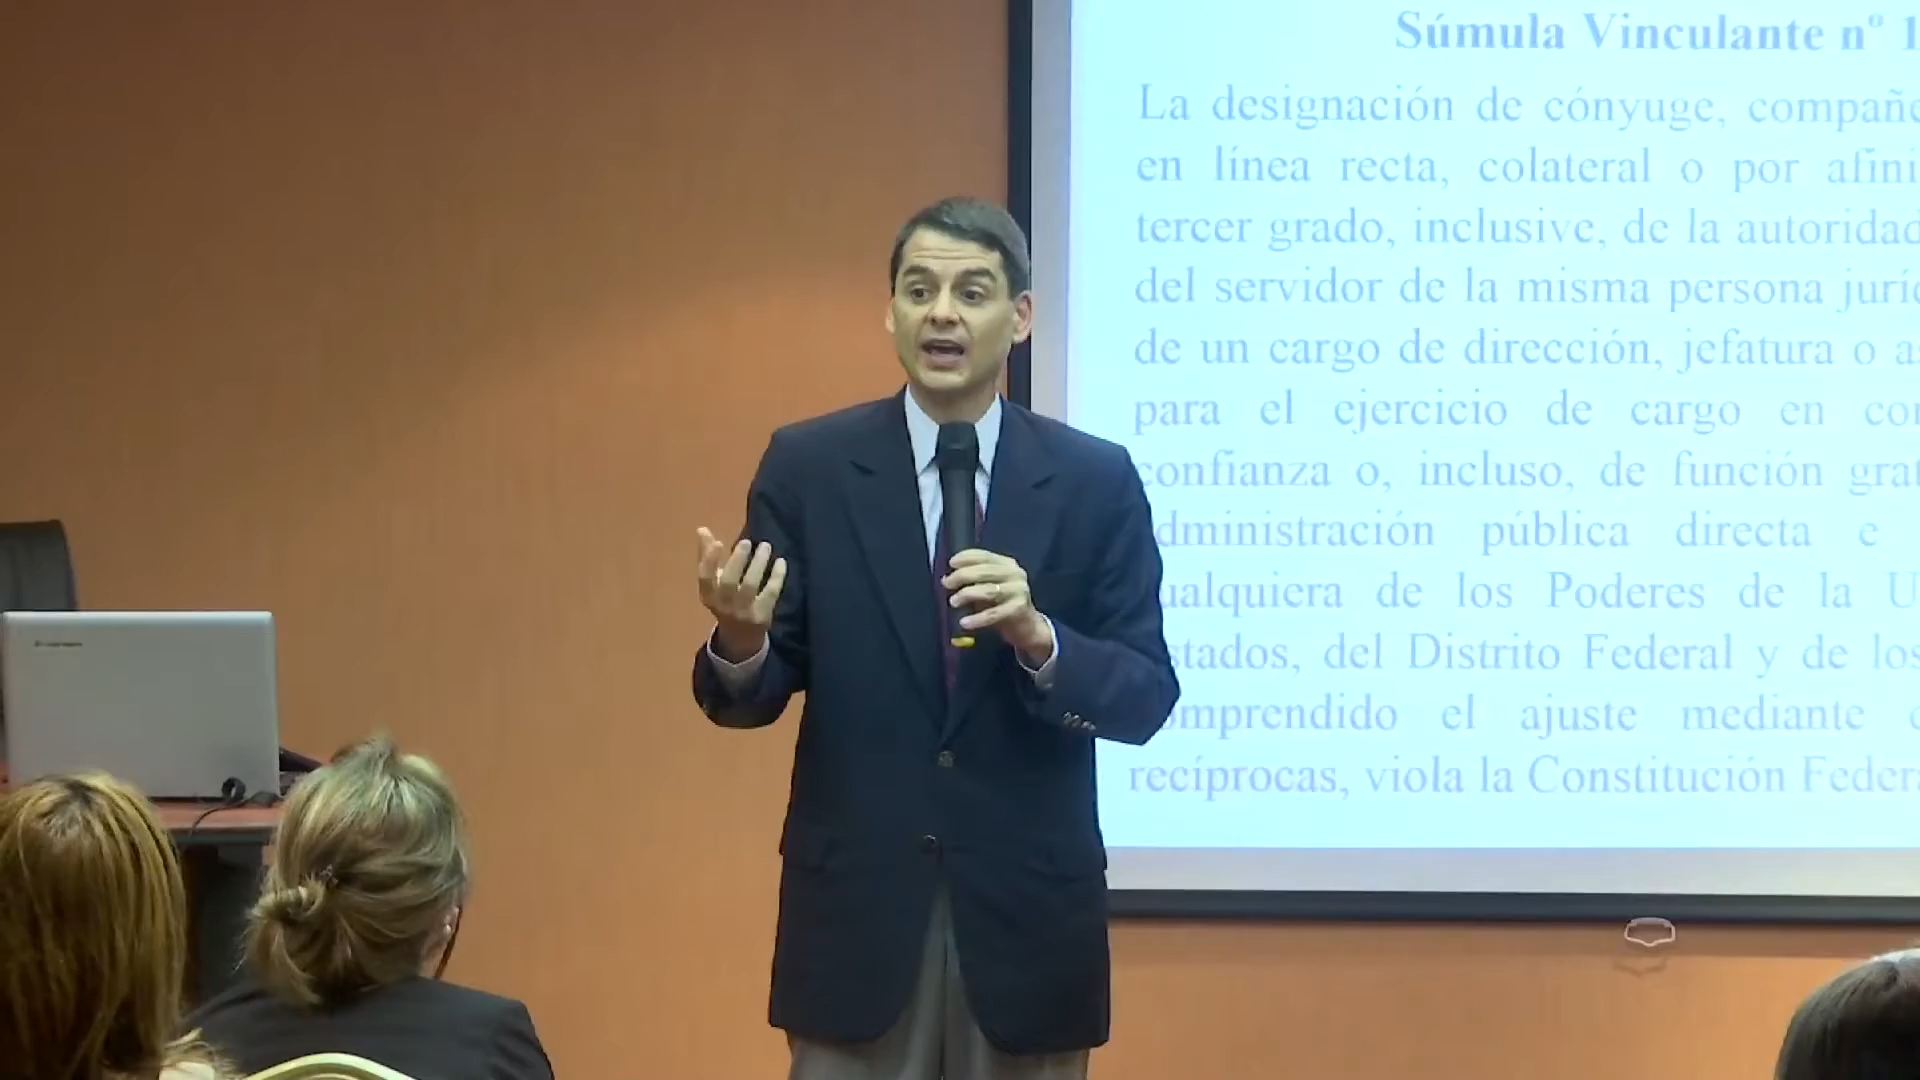 Súmula Vinculante nº 1
La designación de cónyuge, compañe
en línea recta, colateral o por afini
tercer grado, inclusive, de la autoridad
del servidor de la misma persona juríd
de un cargo de dirección, jefatura o as
para el ejercicio de cargo en con
confianza o, incluso, de función grat
dministración pública directa e
ualquiera de los Poderes de la U
stados, del Distrito Federal y de los
omprendido el ajuste mediante
recíprocas, viola la Constitución Feder